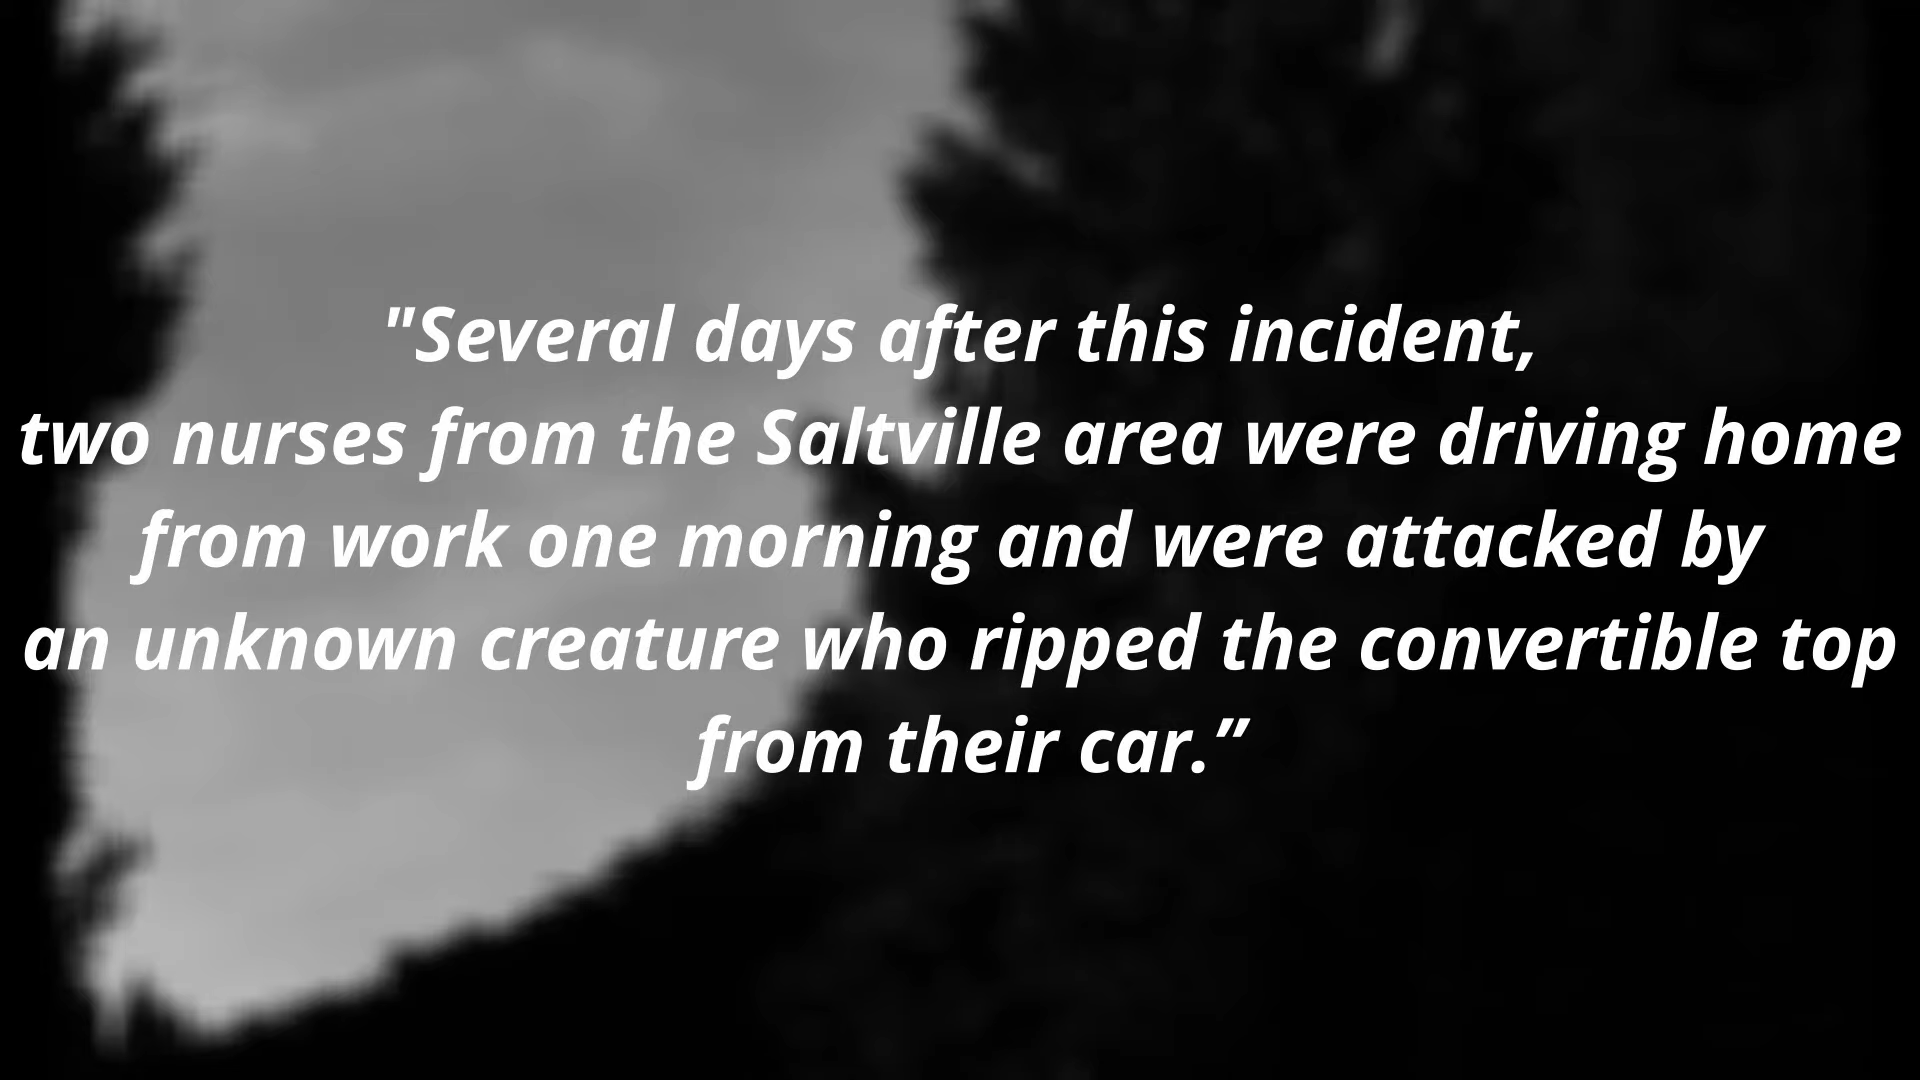 "Several days after this incident,
two nurses from the Saltville area were driving home
from work one morning and were attacked by
an unknown creature who ripped the convertible top
from their car.”